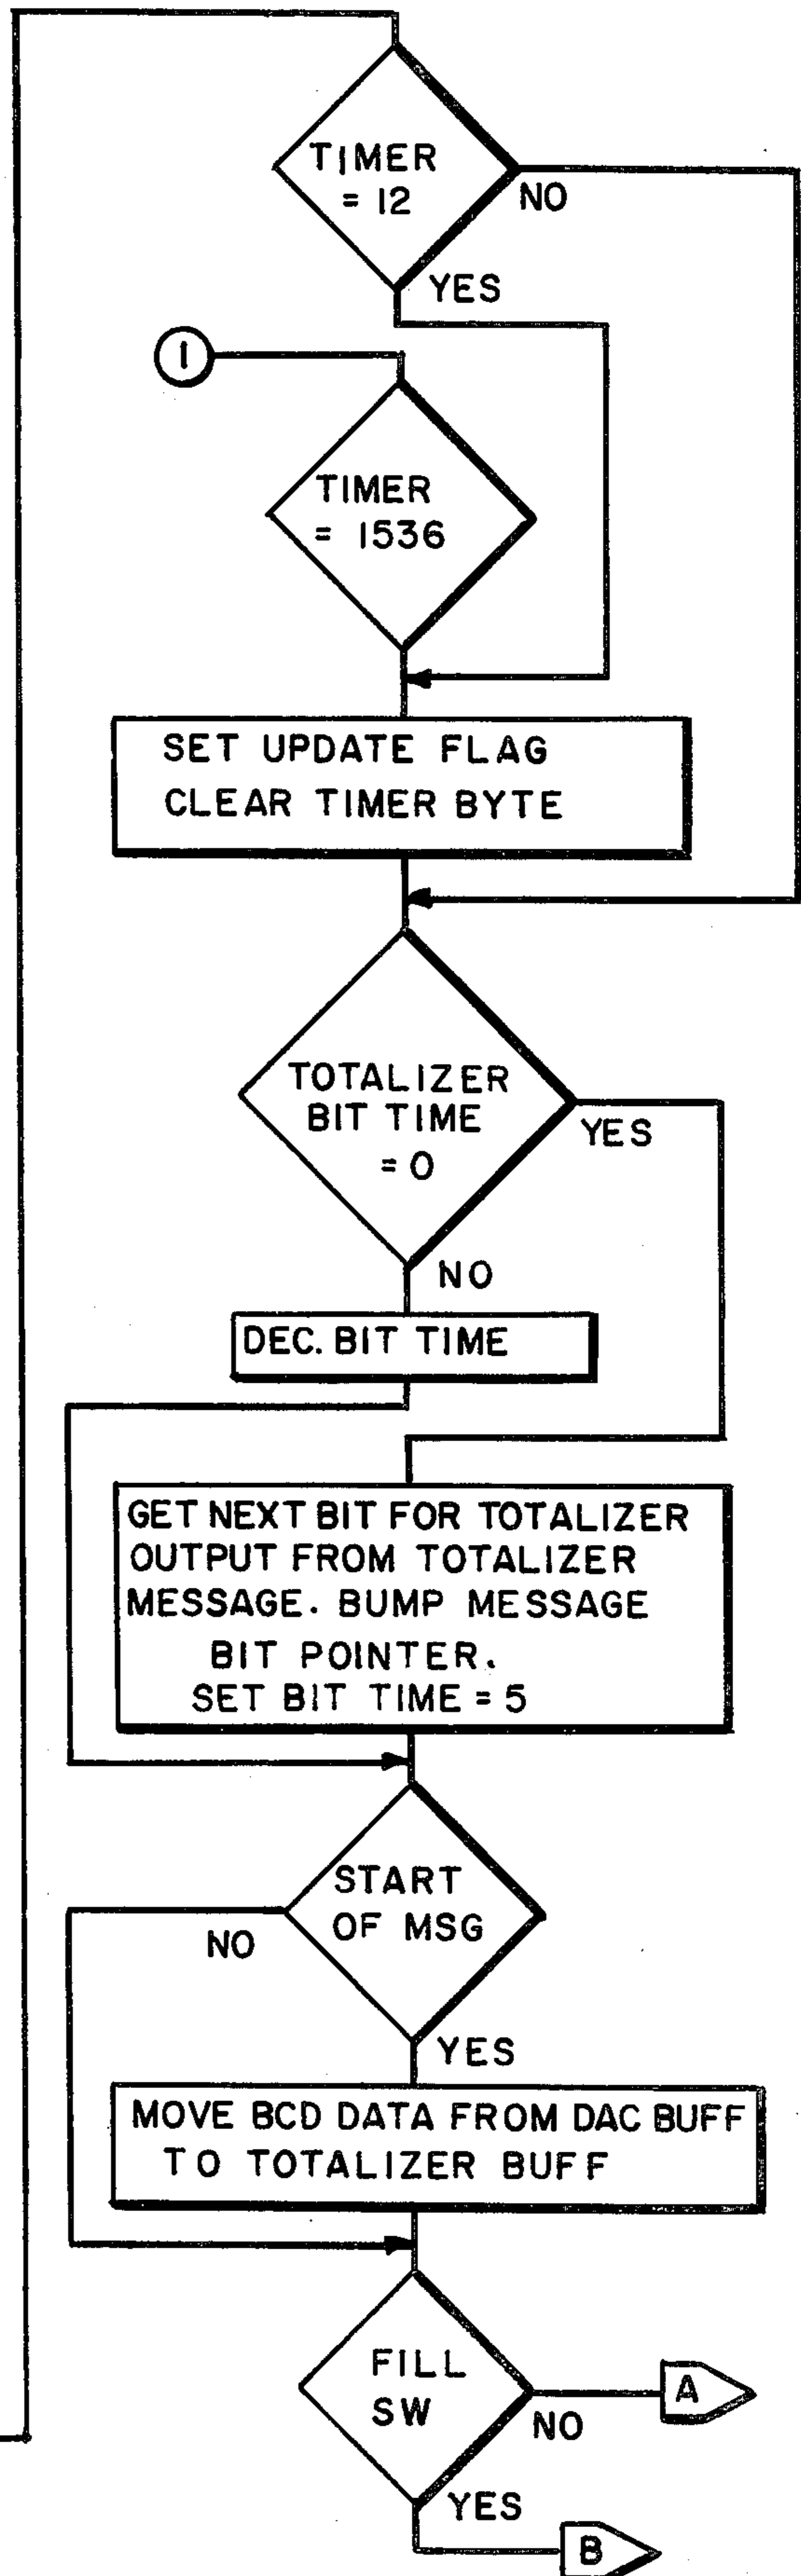 TIMER
= 12
NO
YES
1
TIMER
= 1536
SET UPDATE FLAG
CLEAR TIMER BYTE
TOTALIZER
BIT TIME
= 0
YES
NO
DEC. BIT TIME
GET NEXT BIT FOR TOTALIZER
OUTPUT FROM TOTALIZER
MESSAGE. BUMP MESSAGE
BIT POINTER.
SET BIT TIME = 5
START
OF MSG
NO
YES
MOVE BCD DATA FROM DAC BUFF
TO TOTALIZER BUFF
FILL
SW
A
NO
YES
B